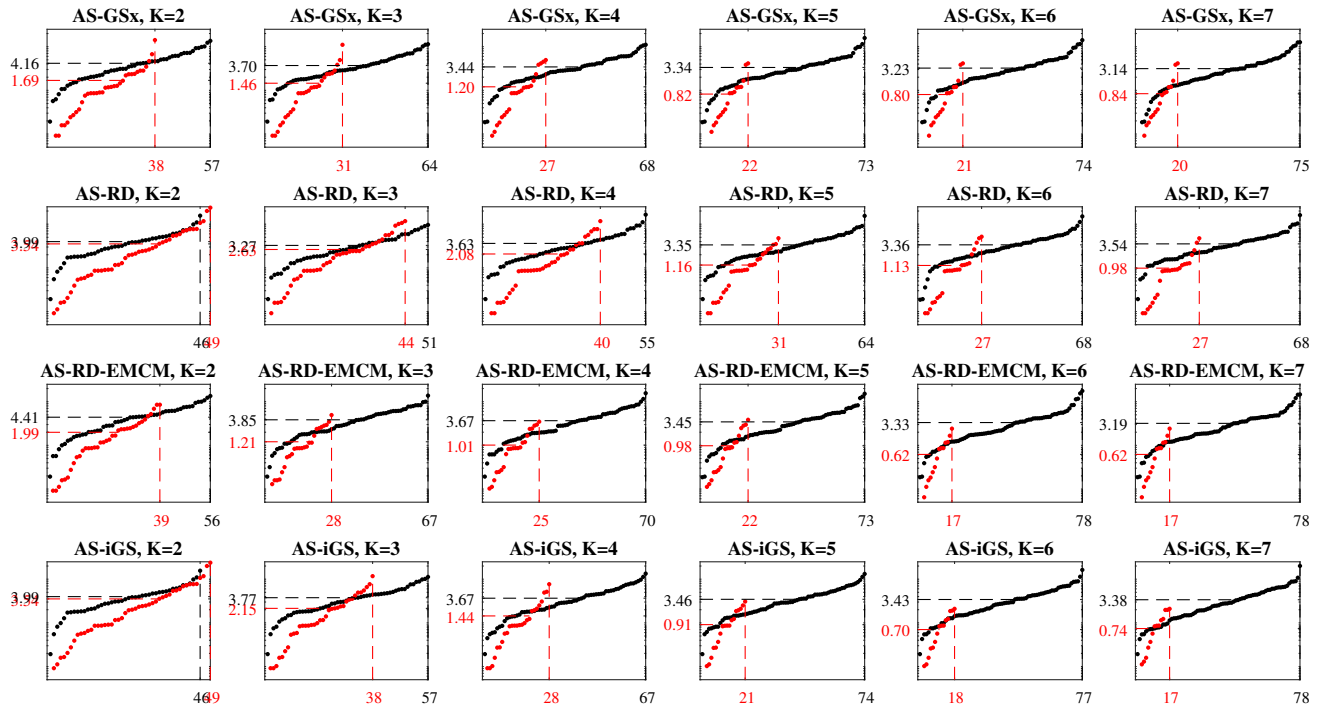 AS-GSx, K=2 AS-GSx, K=3 AS-GSx, K=4 AS-GSx, K=5 AS-GSx, K=6 AS-GSx, K=7
4.16 3.70 3.44 3.34 3.23 3.14
1.69 1.46 1.20 0.82 0.80 0.84
38 57 31 64 27 68 22 73 21 74 20 75
AS-RD, K=2 AS-RD, K=3 AS-RD, K=4 AS-RD, K=5 AS-RD, K=6 AS-RD, K=7
3.99 3.27 3.63 3.35 3.36 3.54
3.34 2.63 2.08 1.16 1.13 0.98
46 49 44 51 40 55 31 64 27 68 27 68
AS-RD-EMCM, K=2 AS-RD-EMCM, K=3 AS-RD-EMCM, K=4 AS-RD-EMCM, K=5 AS-RD-EMCM, K=6 AS-RD-EMCM, K=7
4.41 3.85 3.67 3.45 3.33 3.19
1.99 1.21 1.01 0.98 0.62 0.62
39 56 28 67 25 70 22 73 17 78 17 78
AS-iGS, K=2 AS-iGS, K=3 AS-iGS, K=4 AS-iGS, K=5 AS-iGS, K=6 AS-iGS, K=7
3.99 3.77 3.67 3.46 3.43 3.38
3.34 2.15 1.44 0.91 0.70 0.74
46 49 38 57 28 67 21 74 18 77 17 78